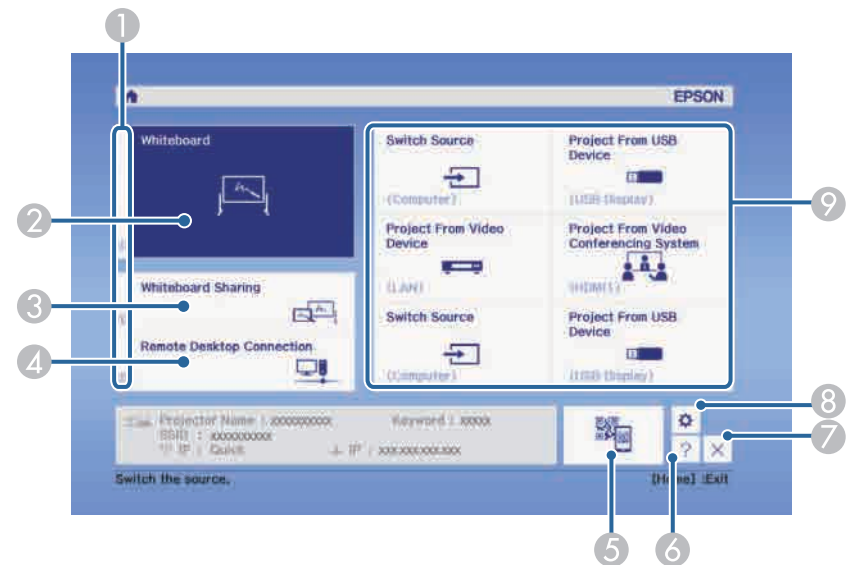 1
EPSON
Whiteboard
Switch Source
(Computer)
Project From USB
Device
(USB Display)
2
9
Project From Video
Device
(LAN)
Project From Video
Conferencing System
(HDMI1)
3
Whiteboard Sharing
4
Remote Desktop Connection
Switch Source
(Computer)
Project From USB
Device
(USB Display)
8
Projector Name : xxxxxxxxxx
Keyword : xxxxx
SSID : xxxxxxxxxx
IP : Quick
IP : xxx.xxx.xxx.xxx
?
7
Switch the source.
[Home] :Exit
5
6